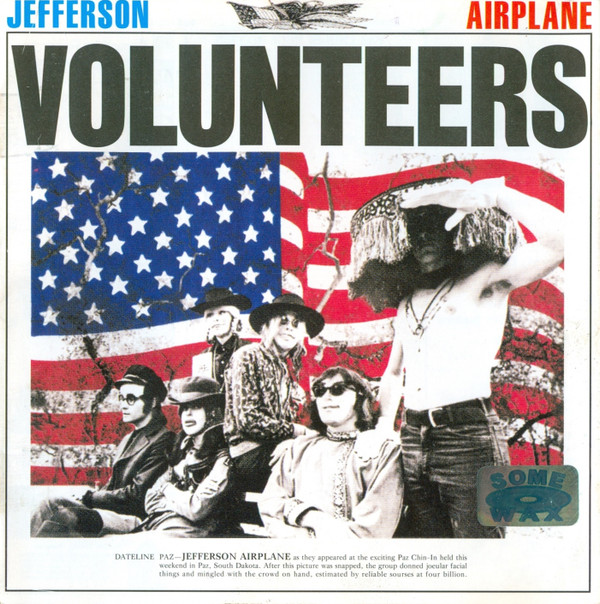 JEFFERSON AIRPLANE
VOLUNTEERS
SOME
WAX
DATELINE PAZ—JEFFERSON AIRPLANE as they appeared at the exciting Paz Chin-In held this
weekend in Paz, South Dakota. After this picture was snapped, the group donned joeular facial
things and mingled with the crowd on hand, estimated by reliable sourses at four billion.